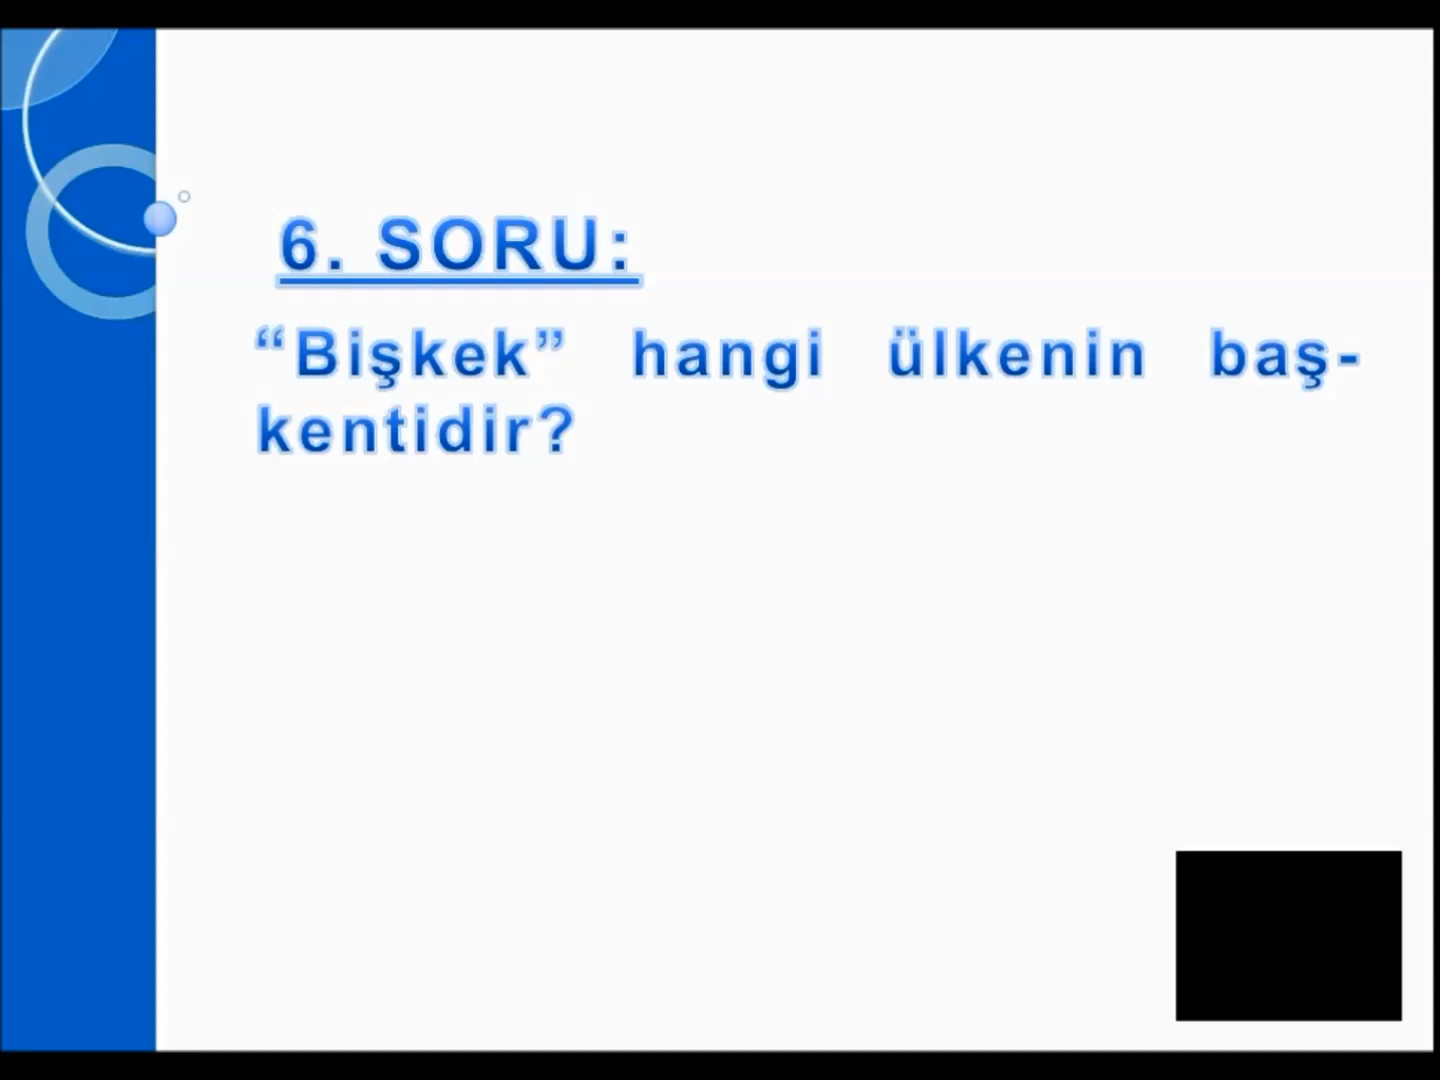 6. SORU:
“Bişkek” hangi ülkenin baş-
kentidir?